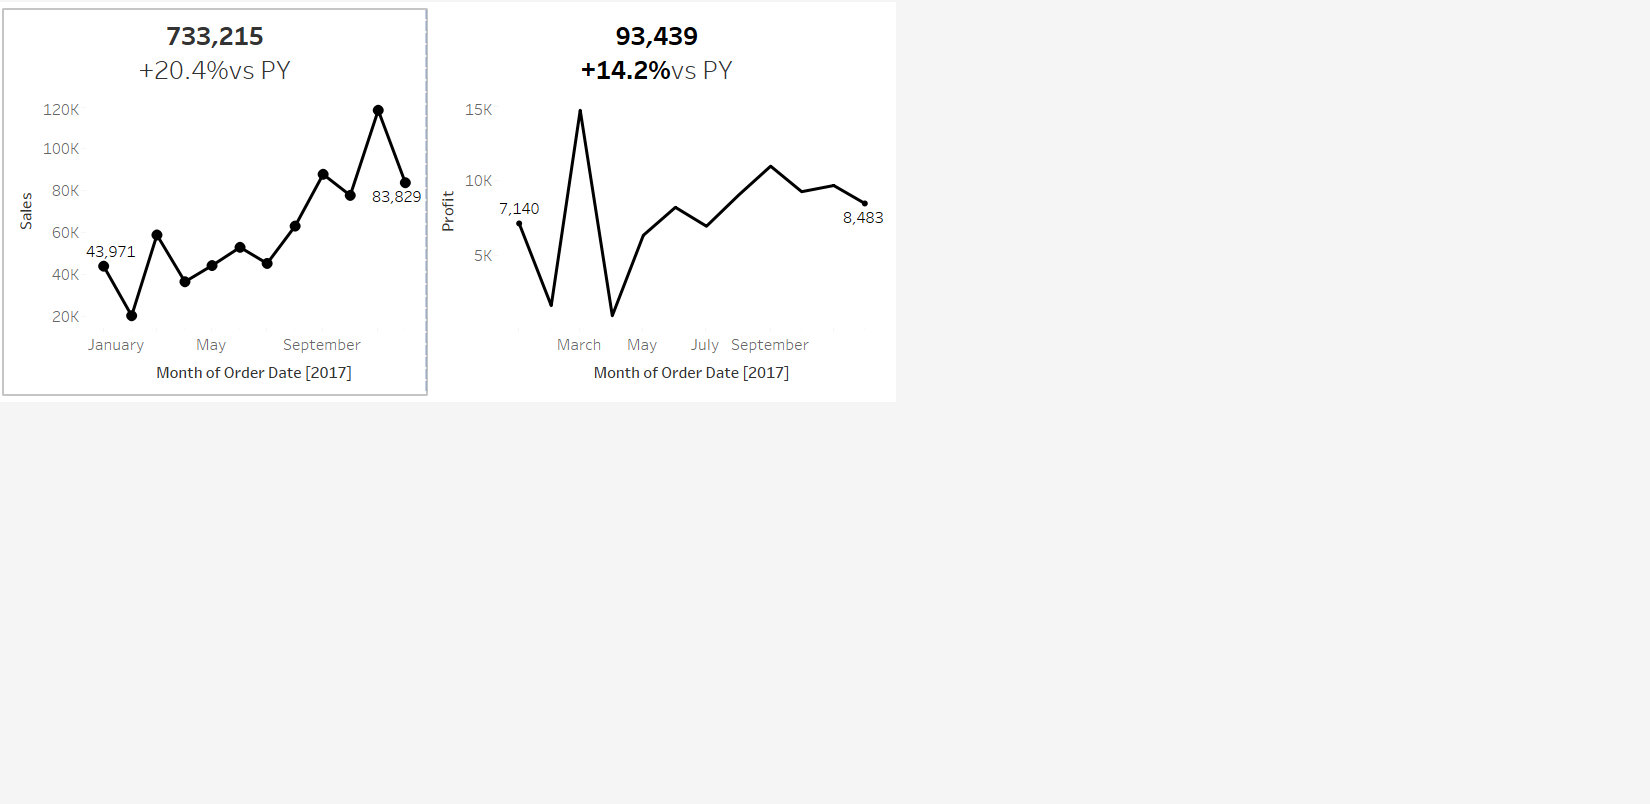 733,215
+20.4%vs PY
120K
100K
80K
60K
40K
20K
Sales
43,971
83,829
January May September
Month of Order Date [2017]
93,439
+14.2%vs PY
15K
10K
5K
Profit
7,140
8,483
March May July September
Month of Order Date [2017]